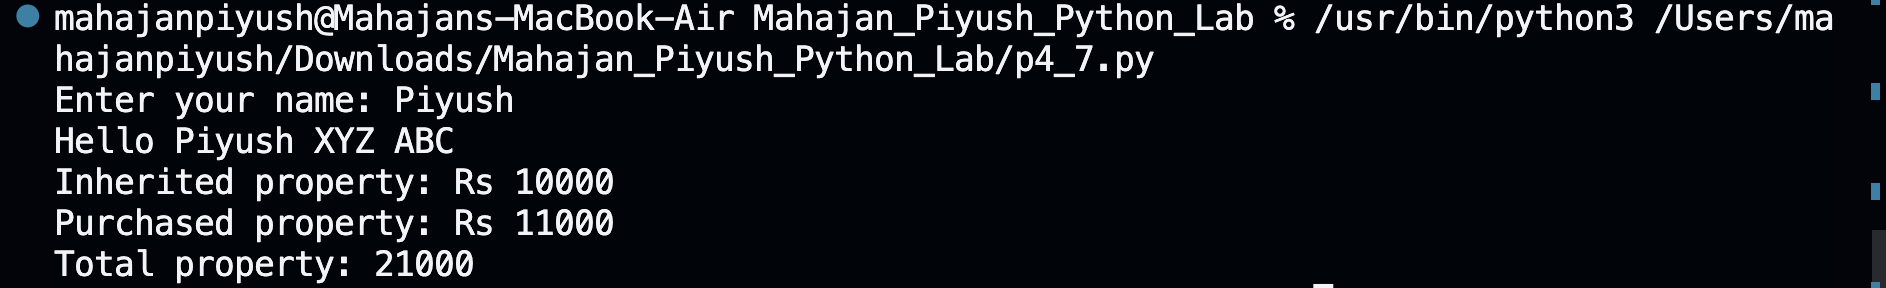 mahajanpiyush@Mahajans-MacBook-Air Mahajan_Piyush_Python_Lab % /usr/bin/python3 /Users/ma
hajanpiyush/Downloads/Mahajan_Piyush_Python_Lab/p4_7.py
Enter your name: Piyush
Hello Piyush XYZ ABC
Inherited property: Rs 10000
Purchased property: Rs 11000
Total property: 21000